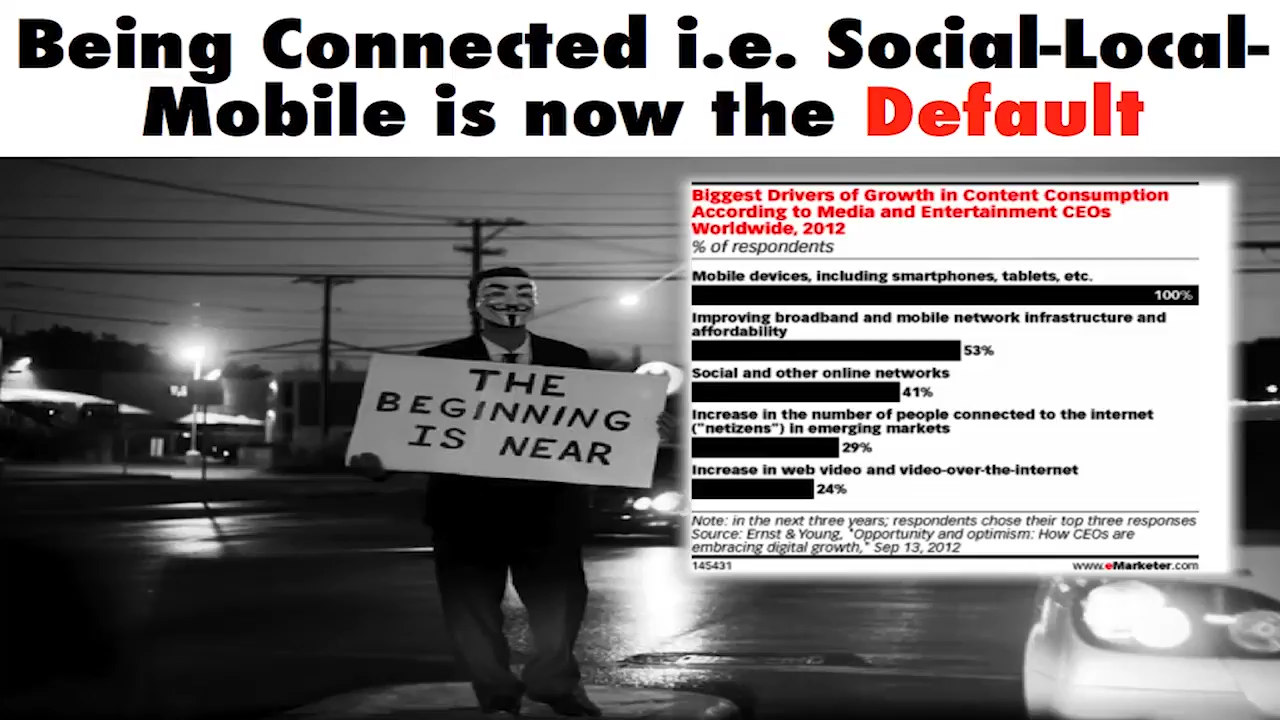 Being Connected i.e. Social-Local-
Mobile is now the Default
THE
BEGINNING
IS NEAR
Biggest Drivers of Growth in Content Consumption
According to Media and Entertainment CEOs
Worldwide, 2012
% of respondents
Mobile devices, including smartphones, tablets, etc.
100%
Improving broadband and mobile network infrastructure and
affordability
53%
Social and other online networks
41%
Increase in the number of people connected to the internet
("netizens") in emerging markets
29%
Increase in web video and video-over-the-internet
24%
Note: in the next three years; respondents chose their top three responses
Source: Ernst & Young, "Opportunity and optimism: How CEOs are
embracing digital growth," Sep 13, 2012
145431
www.eMarketer.com